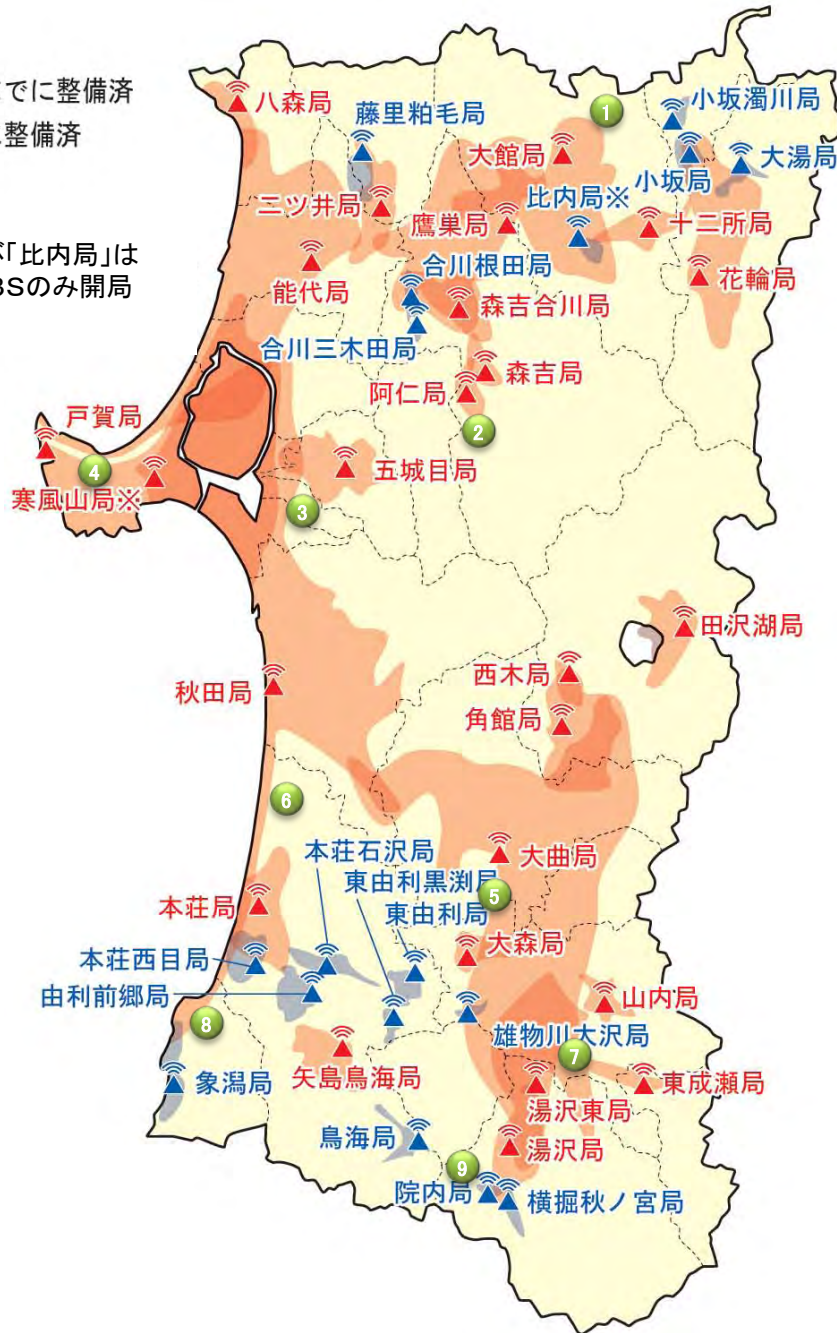 までに整備済
整備済
「比内局」は
BSのみ開局
八森局
藤里粕毛局
小坂濁川局
1
大館局
小坂局
大湯局
比内局※
二ツ井局
鷹巣局
十二所局
能代局
合川根田局
花輪局
森吉合川局
合川三木田局
森吉局
阿仁局
2
戸賀局
4
五城目局
寒風山局※
3
田沢湖局
西木局
秋田局
角館局
6
本荘石沢局
大曲局
東由利黒渕局
5
東由利局
本荘局
大森局
本荘西目局
由利前郷局
山内局
8
雄物川大沢局
矢島鳥海局
7
象潟局
東成瀬局
湯沢東局
鳥海局
湯沢局
9
院内局
横掘秋ノ宮局